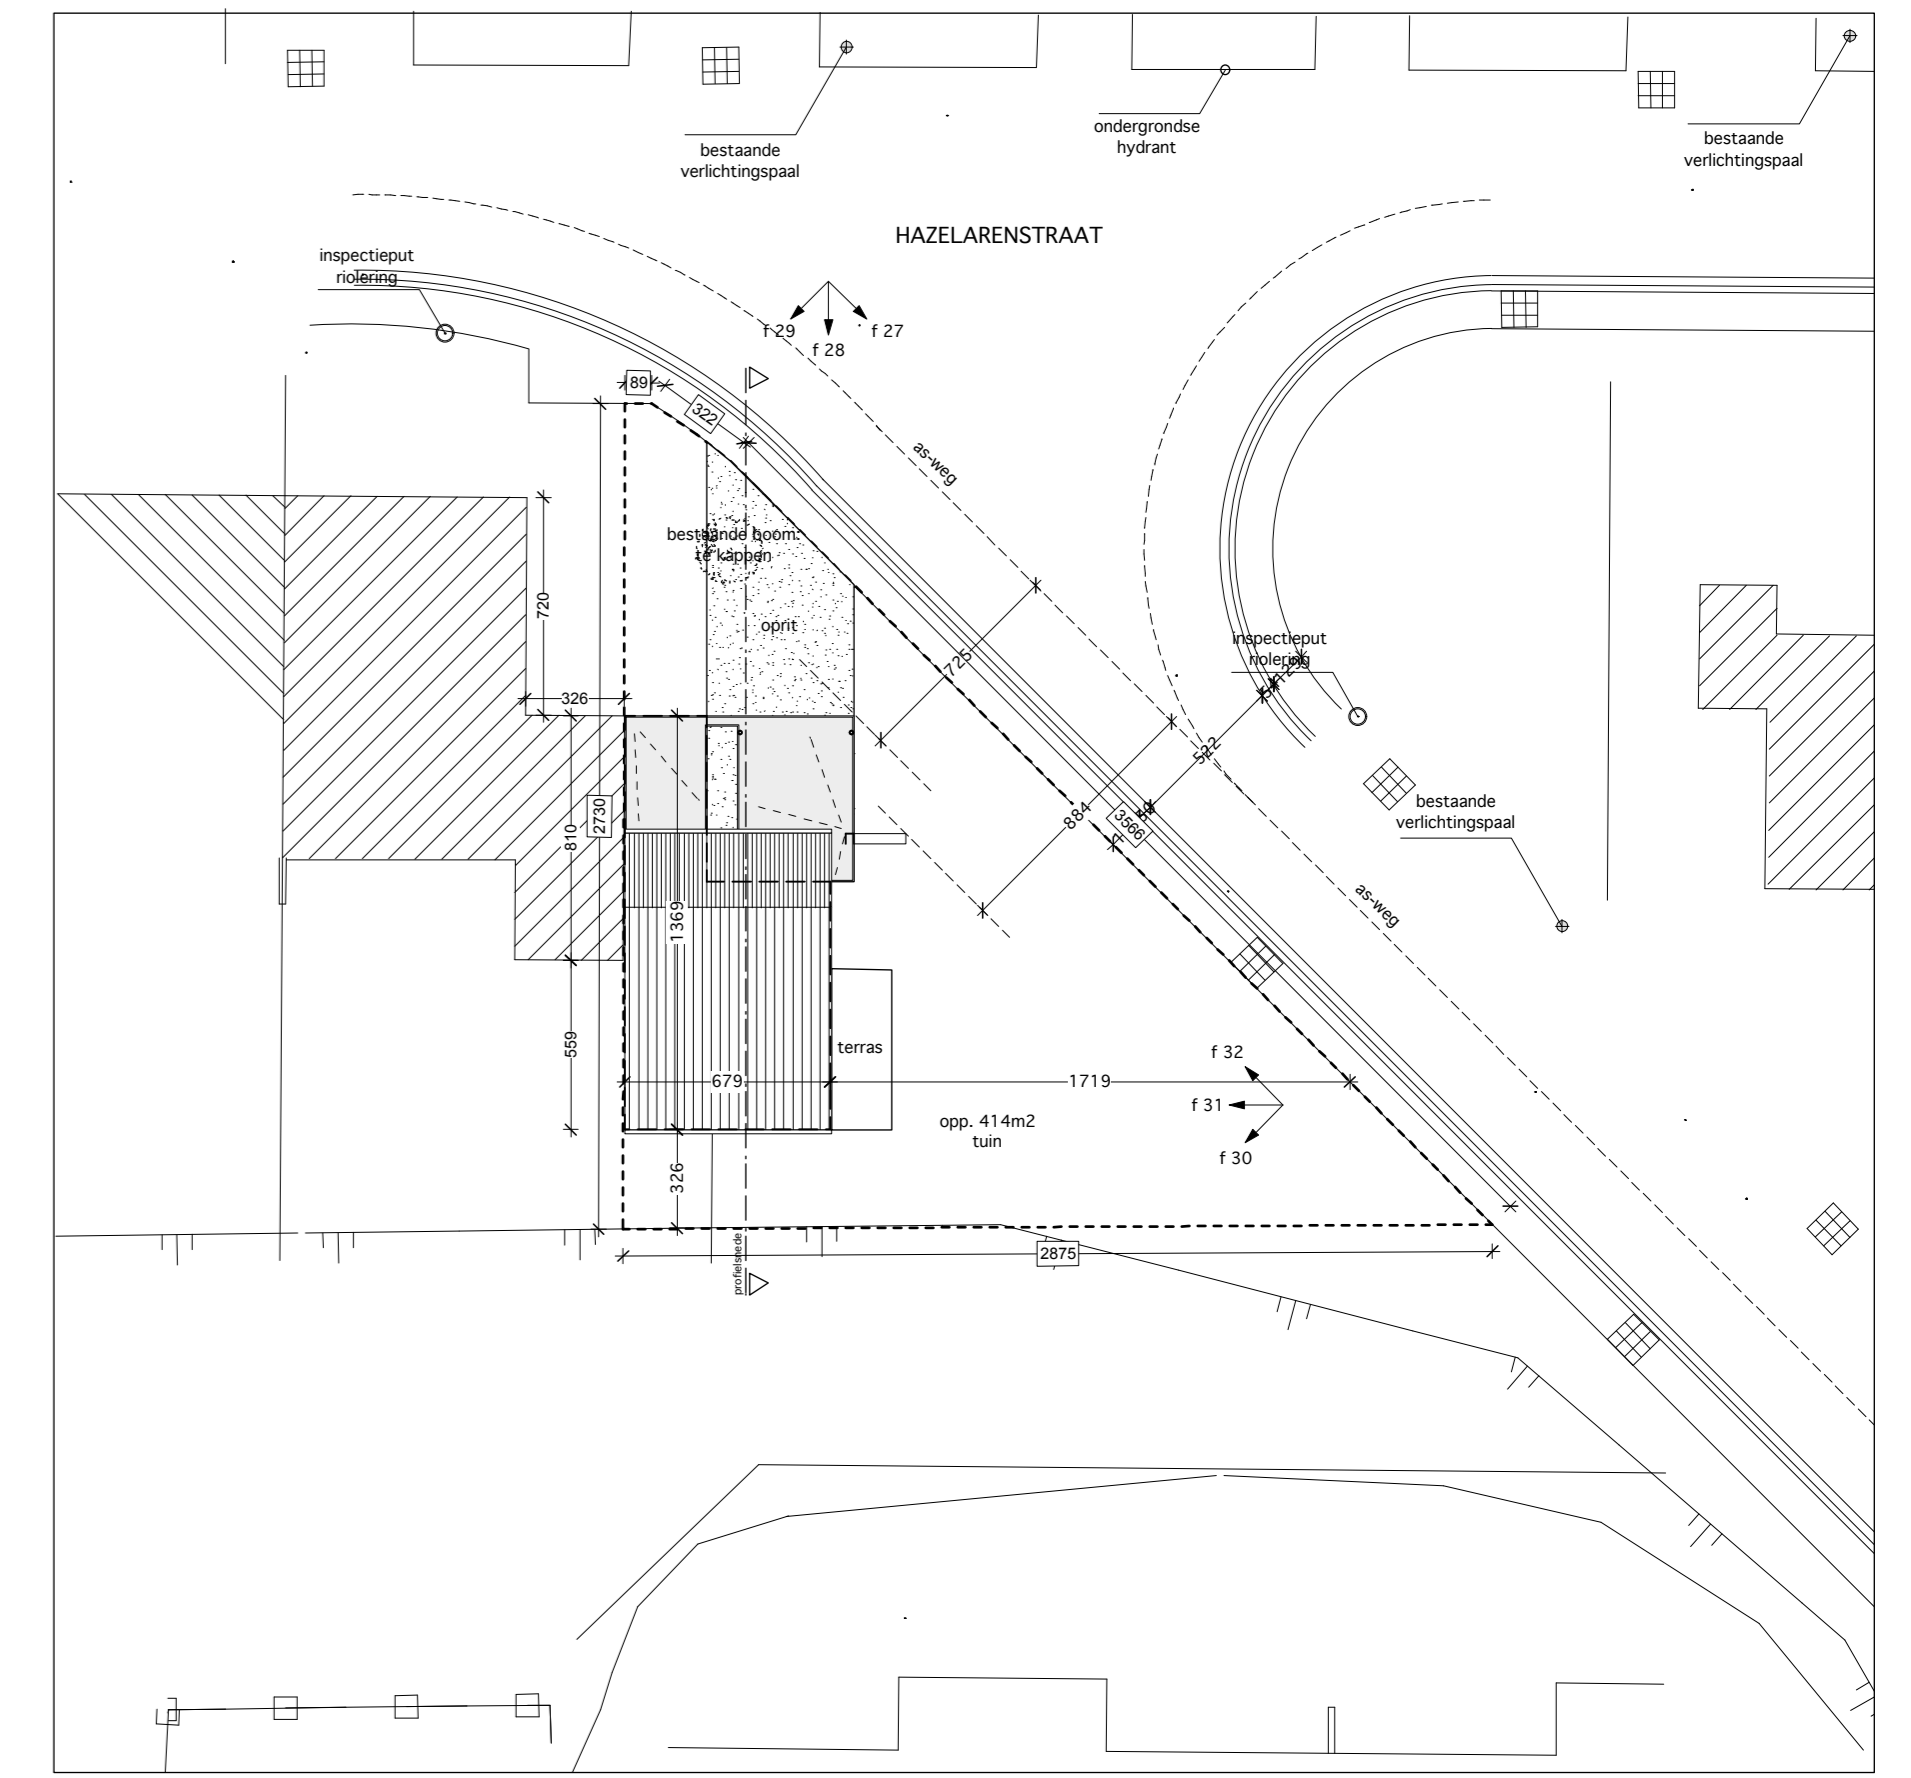 bestaande
verlichtingspaal
ondergrondse
hydrant
bestaande
verlichtingspaal
HAZELARENSTRAAT
inspectieput
riolering
f 29
f 28
f 27
89
322
as-weg
bestaande boom:
te kappen
720
oprit
725
inspectieput
riolering
326
522
810
2730
884
3566
bestaande
verlichtingspaal
1369
as-weg
559
terras
679
1719
f 32
f 31
f 30
opp. 414m2
tuin
326
profielsnede
2875